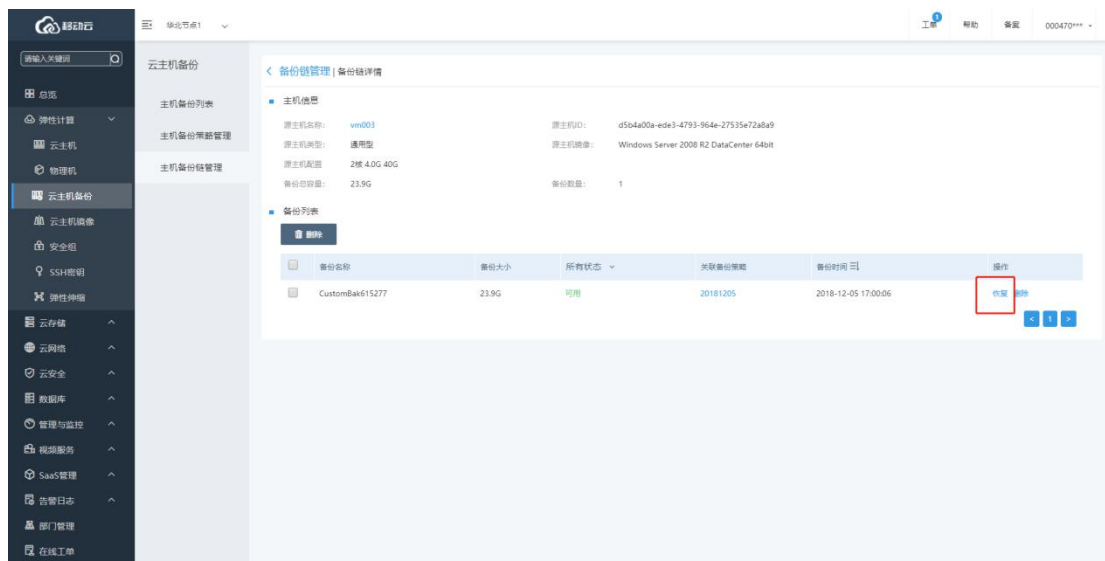 移动云
华北节点1
工单
1
帮助
备案
000470***
请输入关键词
总览
弹性计算
云主机
物理机
云主机备份
云主机镜像
安全组
SSH密钥
弹性伸缩
云存储
云网络
云安全
数据库
管理与监控
视频服务
SaaS管理
告警日志
部门管理
在线工单
云主机备份
主机备份列表
主机备份策略管理
主机备份链管理
备份链管理 | 备份链详情
主机信息
源主机名称: vm003 源主机ID: d5b4a00a-ede3-4793-964e-27535e72a8a9
源主机类型: 通用型 源主机镜像: Windows Server 2008 R2 DataCenter 64bit
源主机配置 2核 4.0G 40G
备份总容量: 23.9G 备份数量: 1
备份列表
删除
备份名称 备份大小 所有状态 关联备份策略 备份时间 操作
CustomBak615277 23.9G 可用 20181205 2018-12-05 17:00:06 恢复 删除
< 1 >